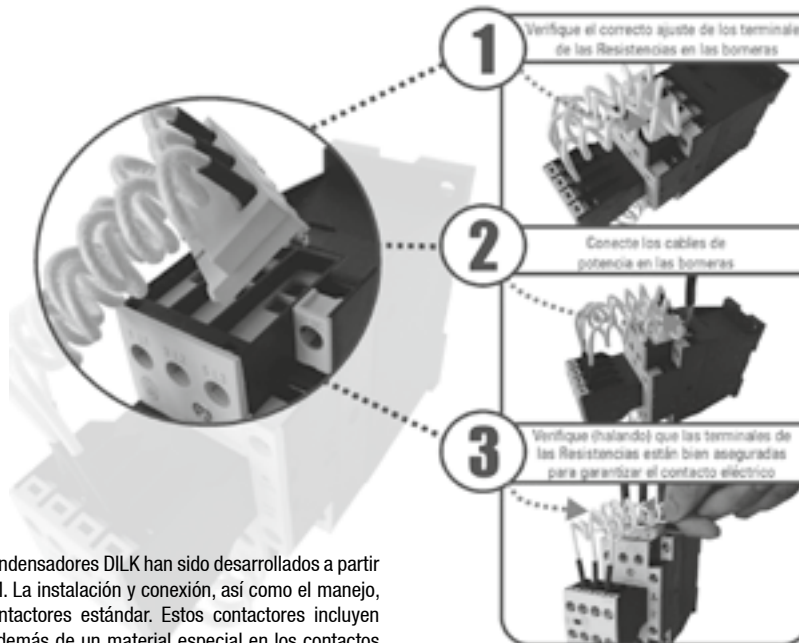 1
Verifique el correcto ajuste de los terminale
de las Resistencias en las borneras
2
Conecte los cables de
potencia en las borneras
3
Verifique (halando) que las terminales de
las Resistencias están bien aseguradas
para garantizar el contacto eléctrico
ndensadores DILK han sido desarrollados a partir
. La instalación y conexión, así como el manejo,
ntactores estándar. Estos contactores incluyen
demás de un material especial en los contactos